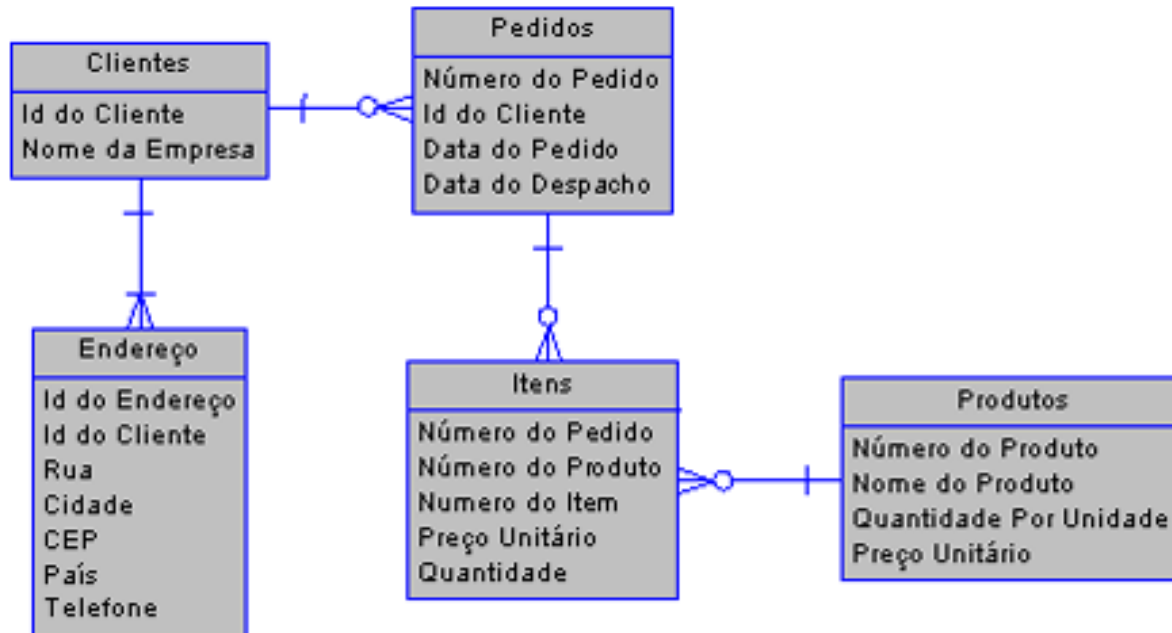 Clientes
Id do Cliente
Nome da Empresa
Pedidos
Número do Pedido
Id do Cliente
Data do Pedido
Data do Despacho
Endereço
Id do Endereço
Id do Cliente
Rua
Cidade
CEP
País
Telefone
Itens
Número do Pedido
Número do Produto
Numero do Item
Preço Unitário
Quantidade
Produtos
Número do Produto
Nome do Produto
Quantidade Por Unidade
Preço Unitário